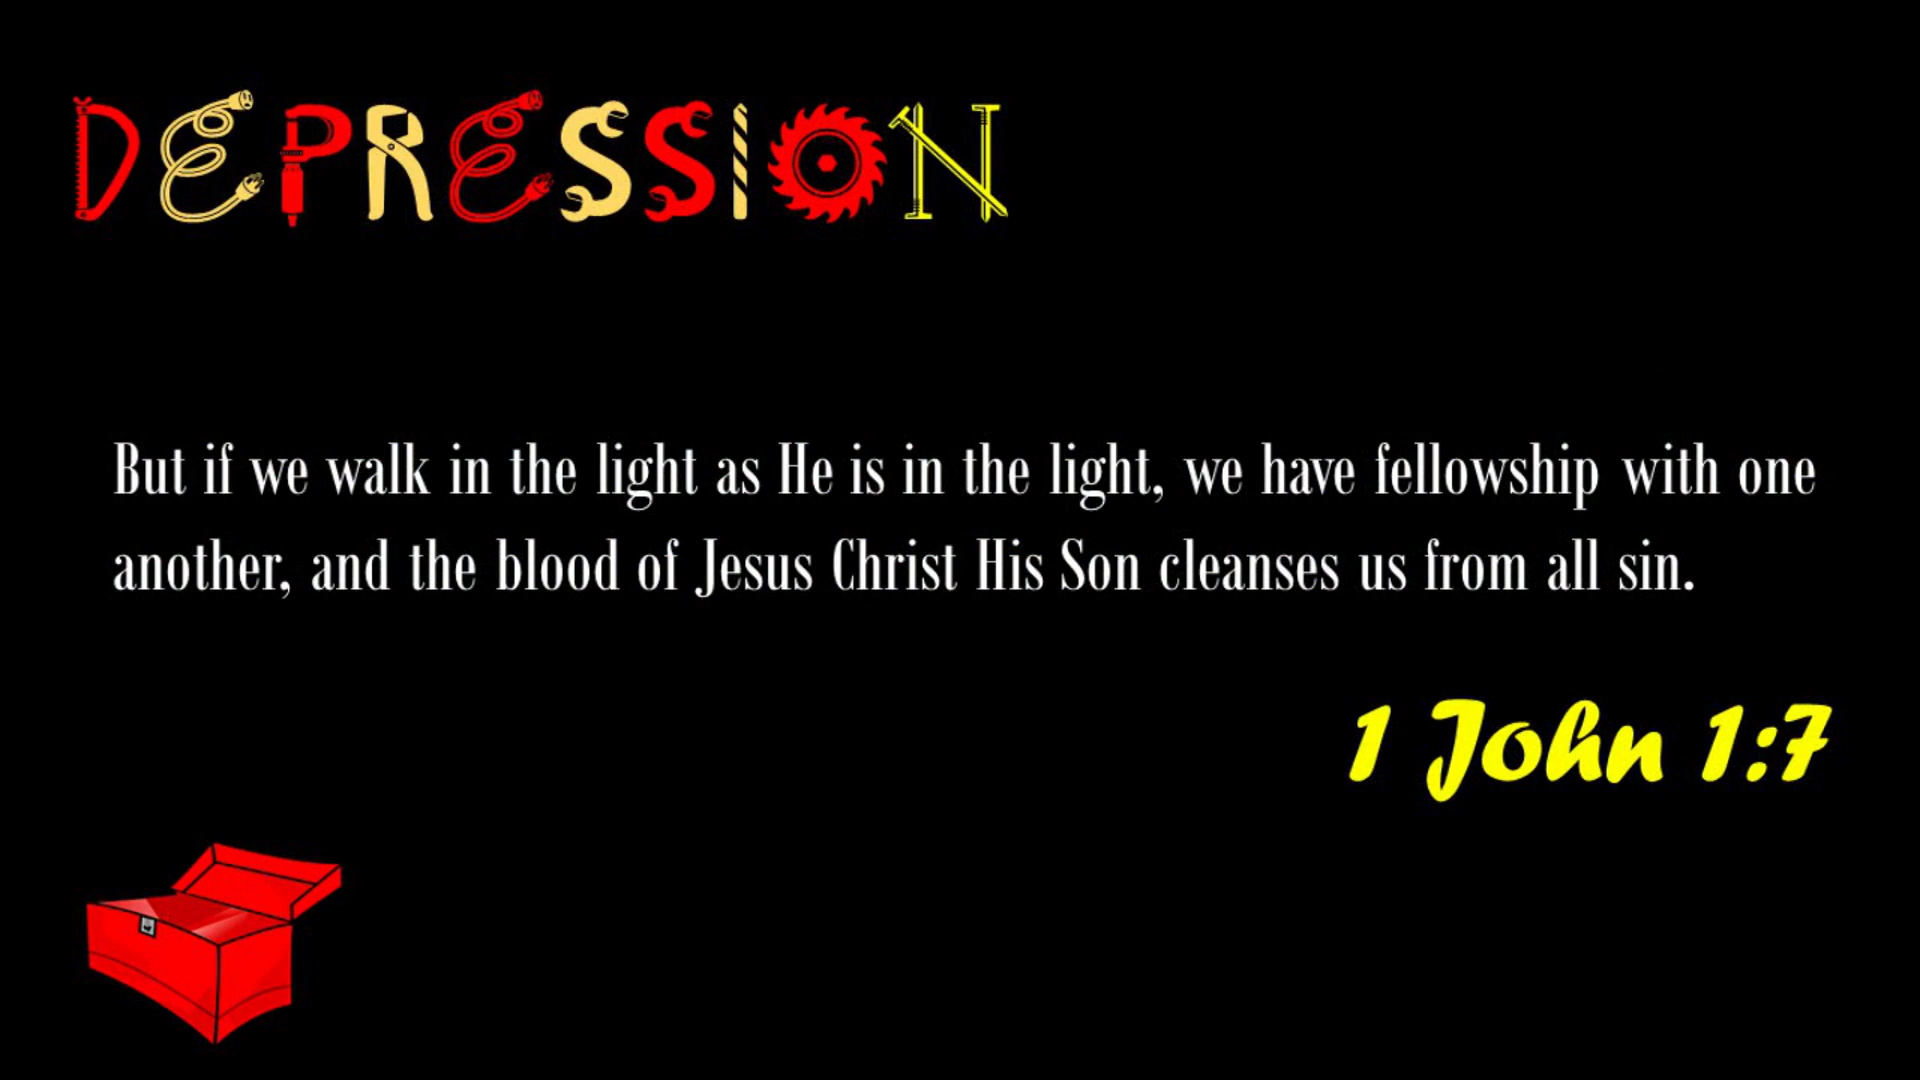 DEPRESSION
But if we walk in the light as He is in the light, we have fellowship with one
another, and the blood of Jesus Christ His Son cleanses us from all sin.
1 John 1:7